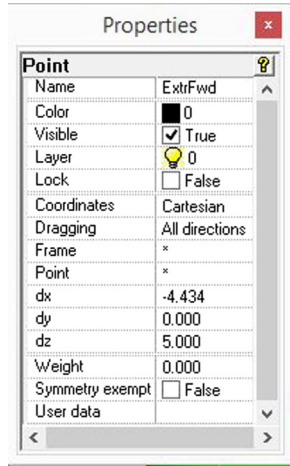 Properties x
Point ?
Name ExtrFwd
Color 0
Visible True
Layer 0
Lock False
Coordinates Cartesian
Dragging All directions
Frame *
Point *
dx -4.434
dy 0.000
dz 5.000
Weight 0.000
Symmetry exempt False
User data